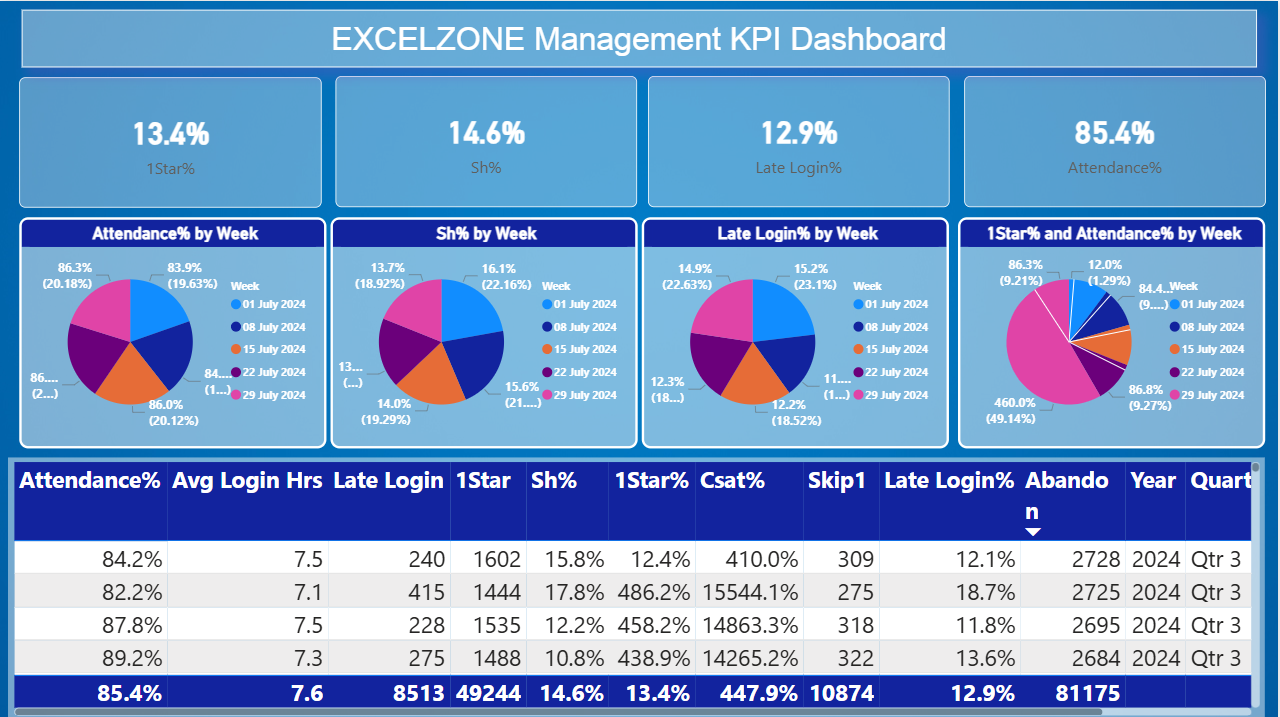 EXCELZONE Management KPI Dashboard
13.4%
1Star%
14.6%
Sh%
12.9%
Late Login%
85.4%
Attendance%
Attendance% by Week
86.3%
(20.18%)
83.9%
(19.63%)
86....
(2...)
84....
(1...)
86.0%
(20.12%)
Week
01 July 2024
08 July 2024
15 July 2024
22 July 2024
29 July 2024
Sh% by Week
13.7%
(18.92%)
16.1%
(22.16%)
13...
(...)
15.6%
(21....)
14.0%
(19.29%)
Week
01 July 2024
08 July 2024
15 July 2024
22 July 2024
29 July 2024
Late Login% by Week
14.9%
(22.63%)
15.2%
(23.1%)
12.3%
(18...)
11....
(1...)
12.2%
(18.52%)
Week
01 July 2024
08 July 2024
15 July 2024
22 July 2024
29 July 2024
1Star% and Attendance% by Week
86.3%
(9.21%)
12.0%
(1.29%)
84.4...
(9....)
86.8%
(9.27%)
460.0%
(49.14%)
Week
01 July 2024
08 July 2024
15 July 2024
22 July 2024
29 July 2024
Attendance% Avg Login Hrs Late Login 1Star Sh% 1Star% Csat% Skip1 Late Login% Abando Year Quart
n
84.2% 7.5 240 1602 15.8% 12.4% 410.0% 309 12.1% 2728 2024 Qtr 3
82.2% 7.1 415 1444 17.8% 486.2% 15544.1% 275 18.7% 2725 2024 Qtr 3
87.8% 7.5 228 1535 12.2% 458.2% 14863.3% 318 11.8% 2695 2024 Qtr 3
89.2% 7.3 275 1488 10.8% 438.9% 14265.2% 322 13.6% 2684 2024 Qtr 3
85.4% 7.6 8513 49244 14.6% 13.4% 447.9% 10874 12.9% 81175